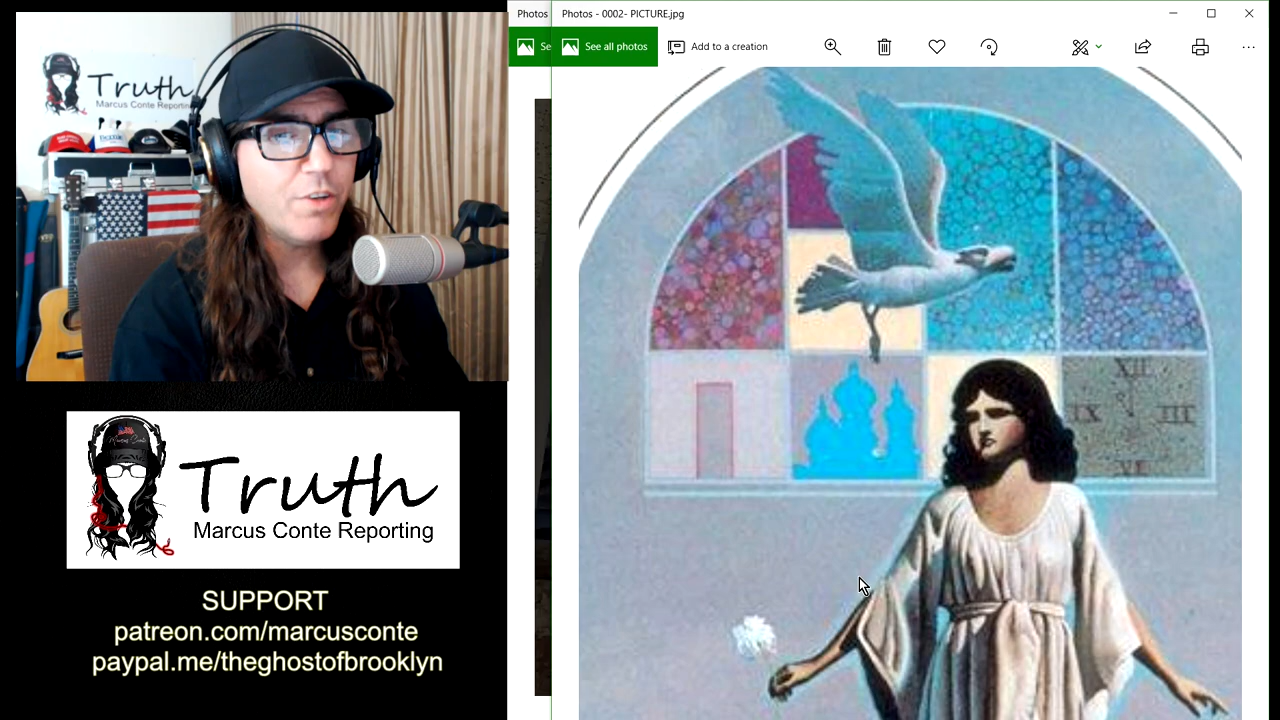 Truth
Marcus Conte Reporting
Photos
Photos - 0002- PICTURE.jpg
Se
See all photos
Add to a creation
XII
IX
III
VI
Truth
Marcus Conte Reporting
SUPPORT
patreon.com/marcusconte
paypal.me/theghostofbrooklyn